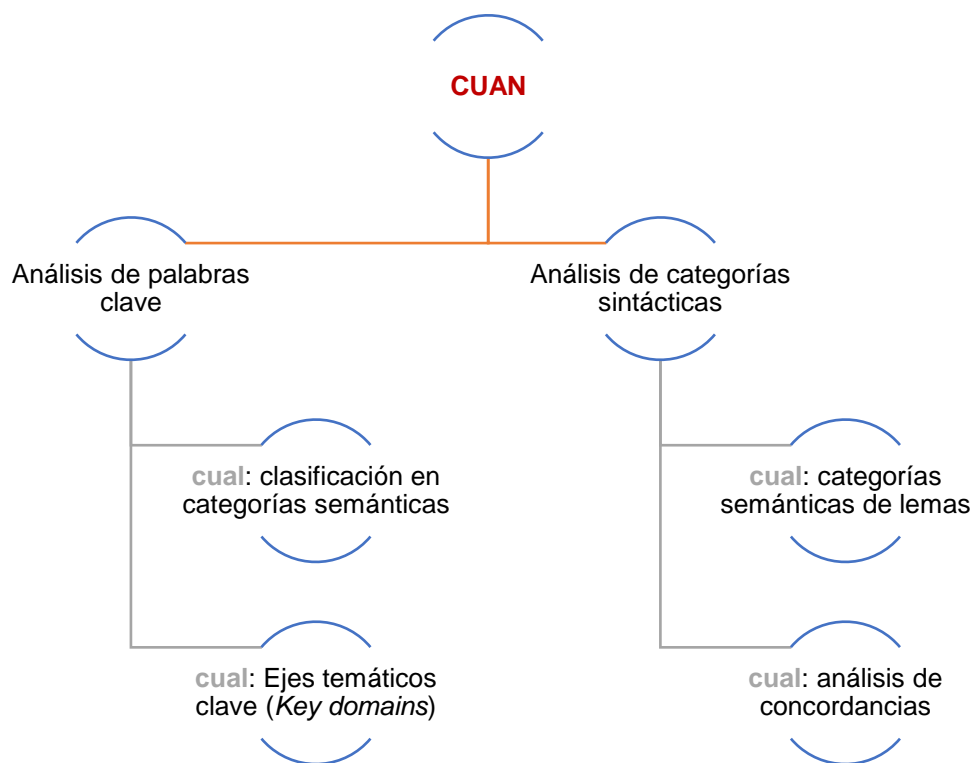 CUAN
Análisis de palabras
clave
Análisis de categorías
sintácticas
cual: clasificación en
categorías semánticas
cual: categorías
semánticas de lemas
cual: Ejes temáticos
clave (Key domains)
cual: análisis de
concordancias